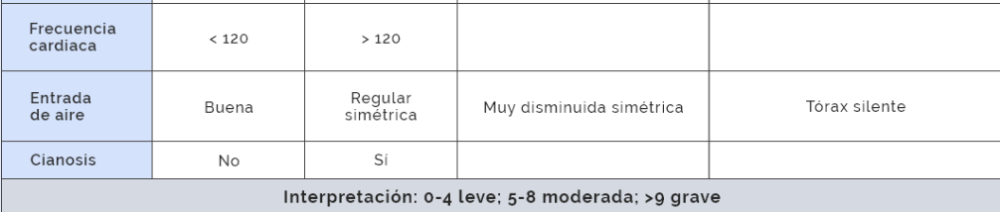 Frecuencia
cardiaca
< 120
> 120
Entrada
de aire
Buena
Regular
simétrica
Muy disminuida simétrica
Tórax silente
Cianosis
No
Sí
Interpretación: 0-4 leve; 5-8 moderada; >9 grave